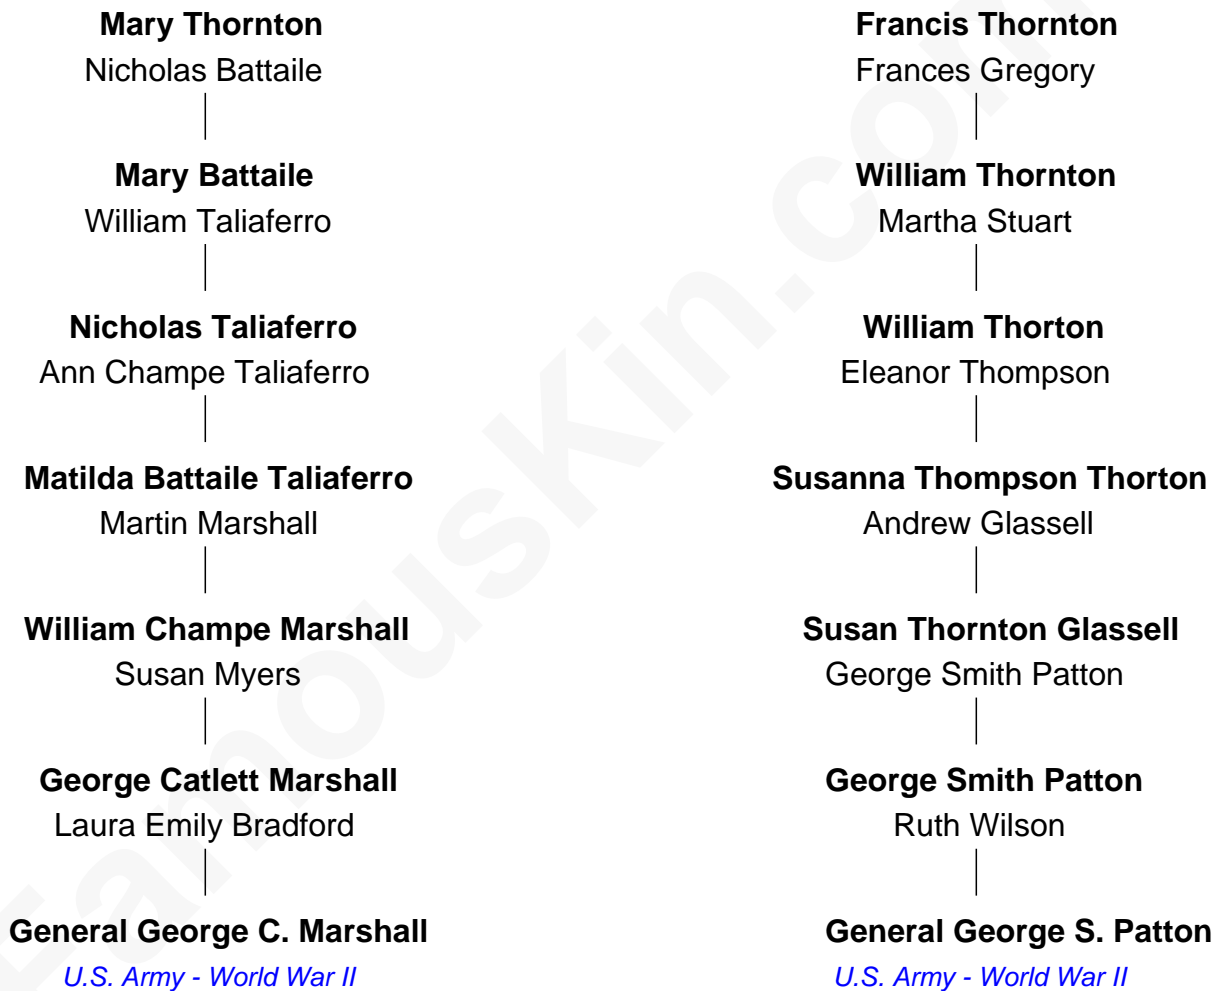 Mary Thornton
Nicholas Battaile
Mary Battaile
William Taliaferro
Nicholas Taliaferro
Ann Champe Taliaferro
Matilda Battaile Taliaferro
Martin Marshall
William Champe Marshall
Susan Myers
George Catlett Marshall
Laura Emily Bradford
General George C. Marshall
U.S. Army - World War II
Francis Thornton
Frances Gregory
William Thornton
Martha Stuart
William Thorton
Eleanor Thompson
Susanna Thompson Thorton
Andrew Glassell
Susan Thornton Glassell
George Smith Patton
George Smith Patton
Ruth Wilson
General George S. Patton
U.S. Army - World War II
FamousKin.com